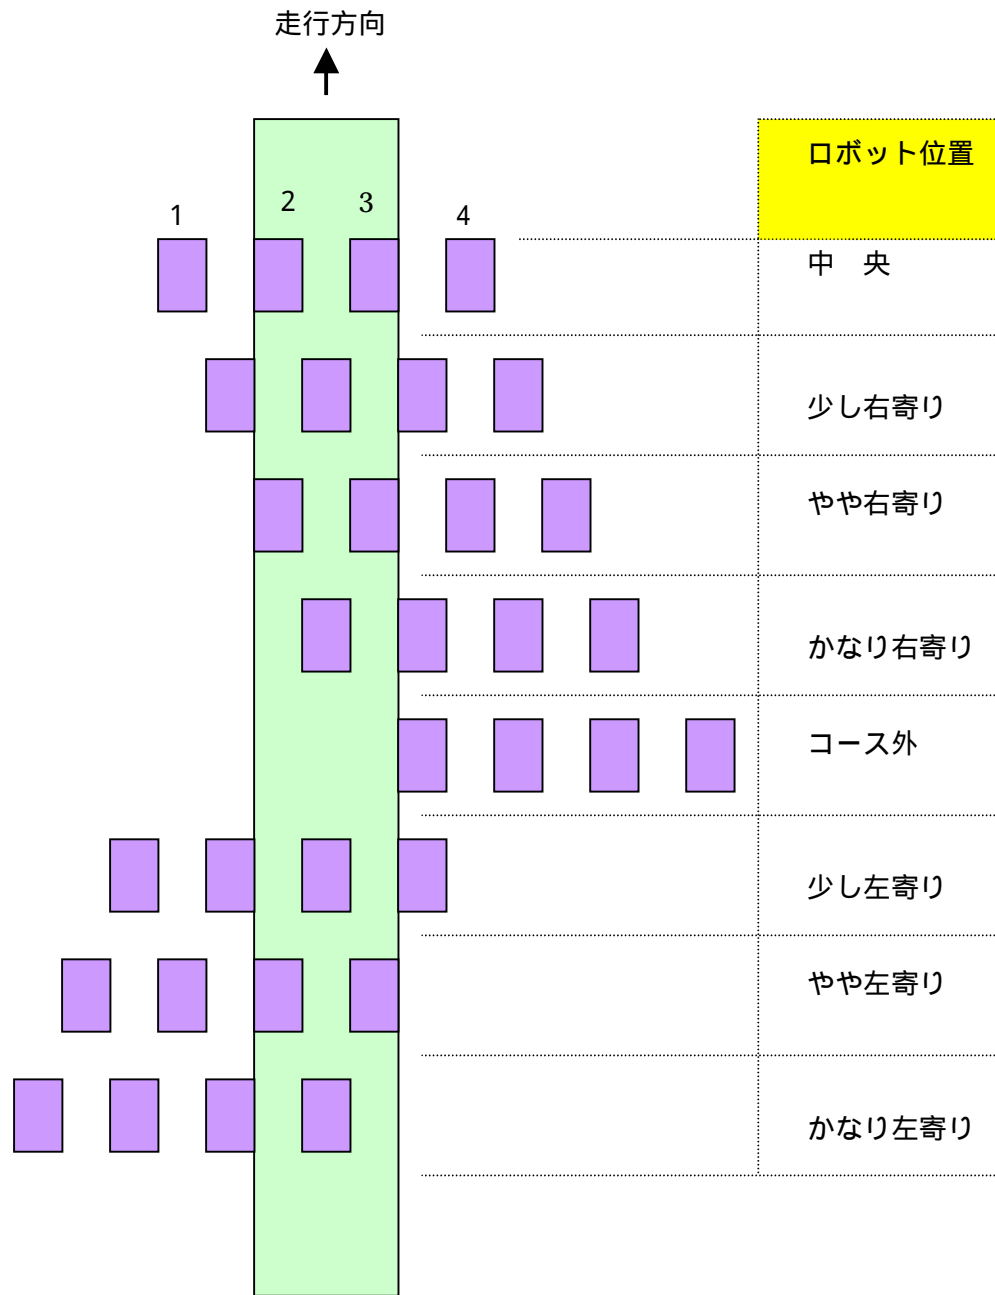 走行方向
ロボット位置
1
2
3
4
中　央
少し右寄り
やや右寄り
かなり右寄り
コース外
少し左寄り
やや左寄り
かなり左寄り